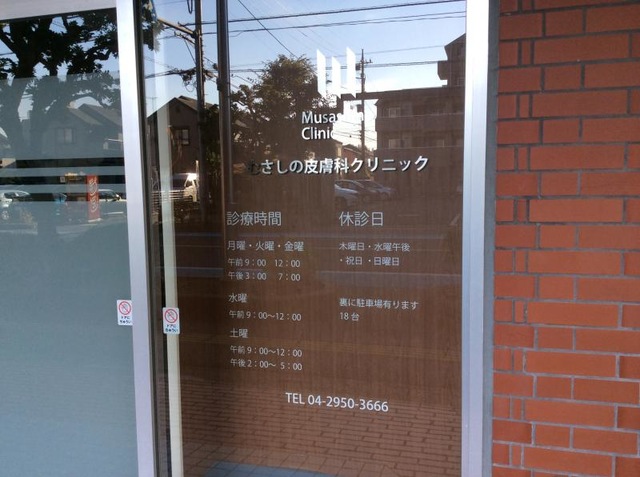 Clinic
さしの皮膚科クリニック
診療時間
月曜・火曜・金曜
午前 9:00 12:00
午後 3:00 7:00
水曜
午前 9:00〜12:00
土曜
午前 9:00〜12:00
午後 2:00〜 5:00
休診日
木曜日・水曜午後
・祝日・日曜日
裏に駐車場有ります
18 台
TEL 04-2950-3666